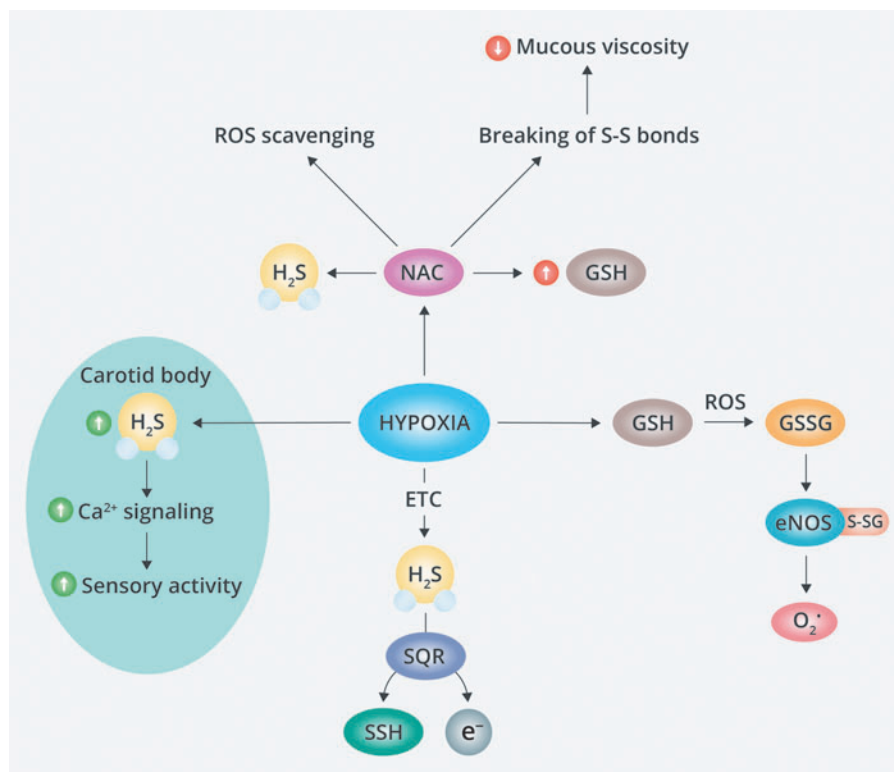 Mucous viscosity
ROS scavenging
Breaking of S-S bonds
H₂S
NAC
GSH
Carotid body
H₂S
HYPOXIA
GSH
ROS
GSSG
Ca²⁺ signaling
ETC
eNOS
S-SG
Sensory activity
H₂S
O₂•
SQR
SSH
e⁻